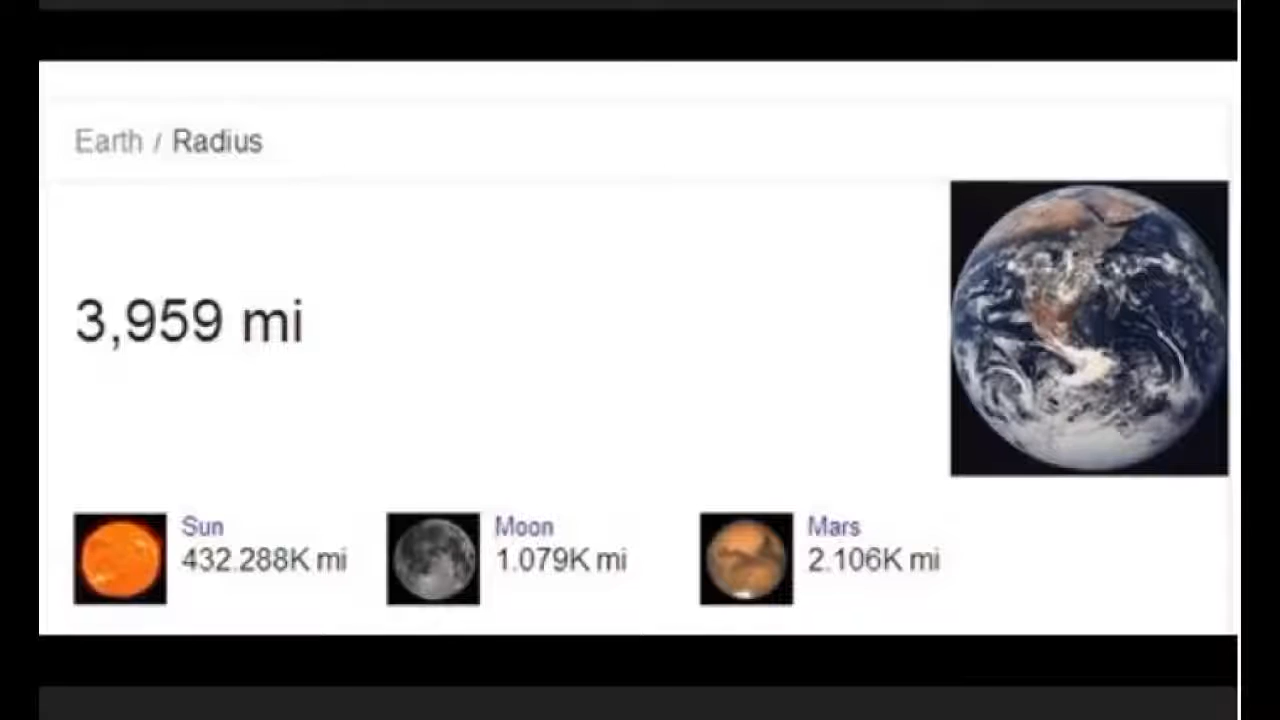 Earth / Radius
3,959 mi
Sun
432.288K mi
Moon
1.079K mi
Mars
2.106K mi